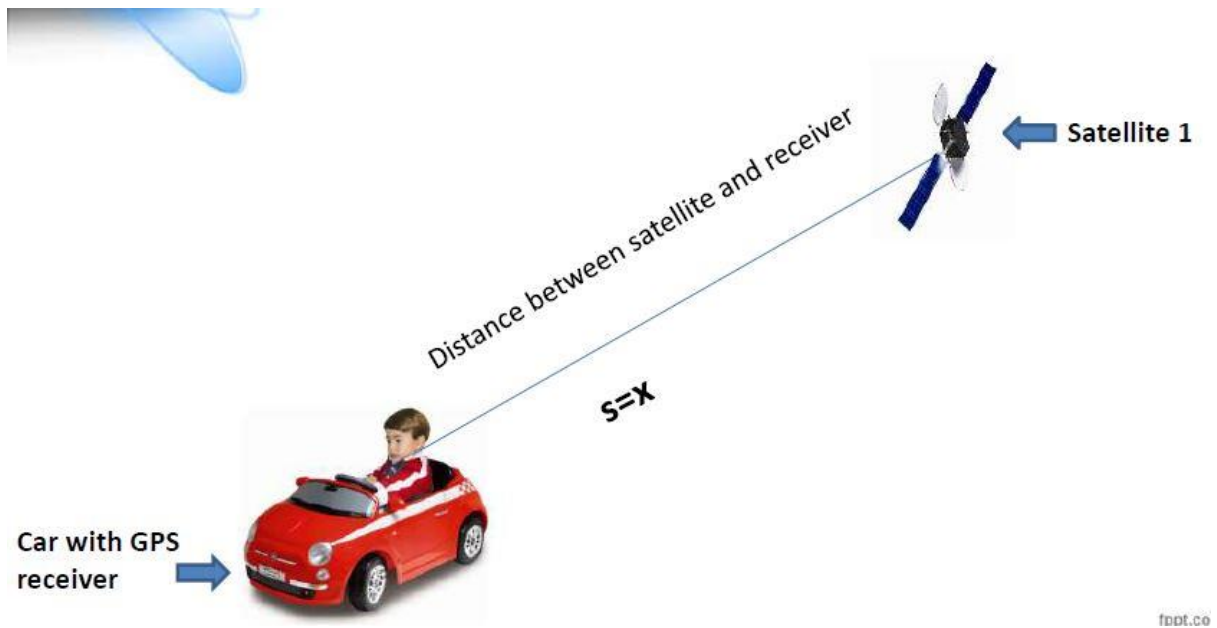 Satellite 1
Distance between satellite and receiver
s=x
Car with GPS
receiver
fppt.co